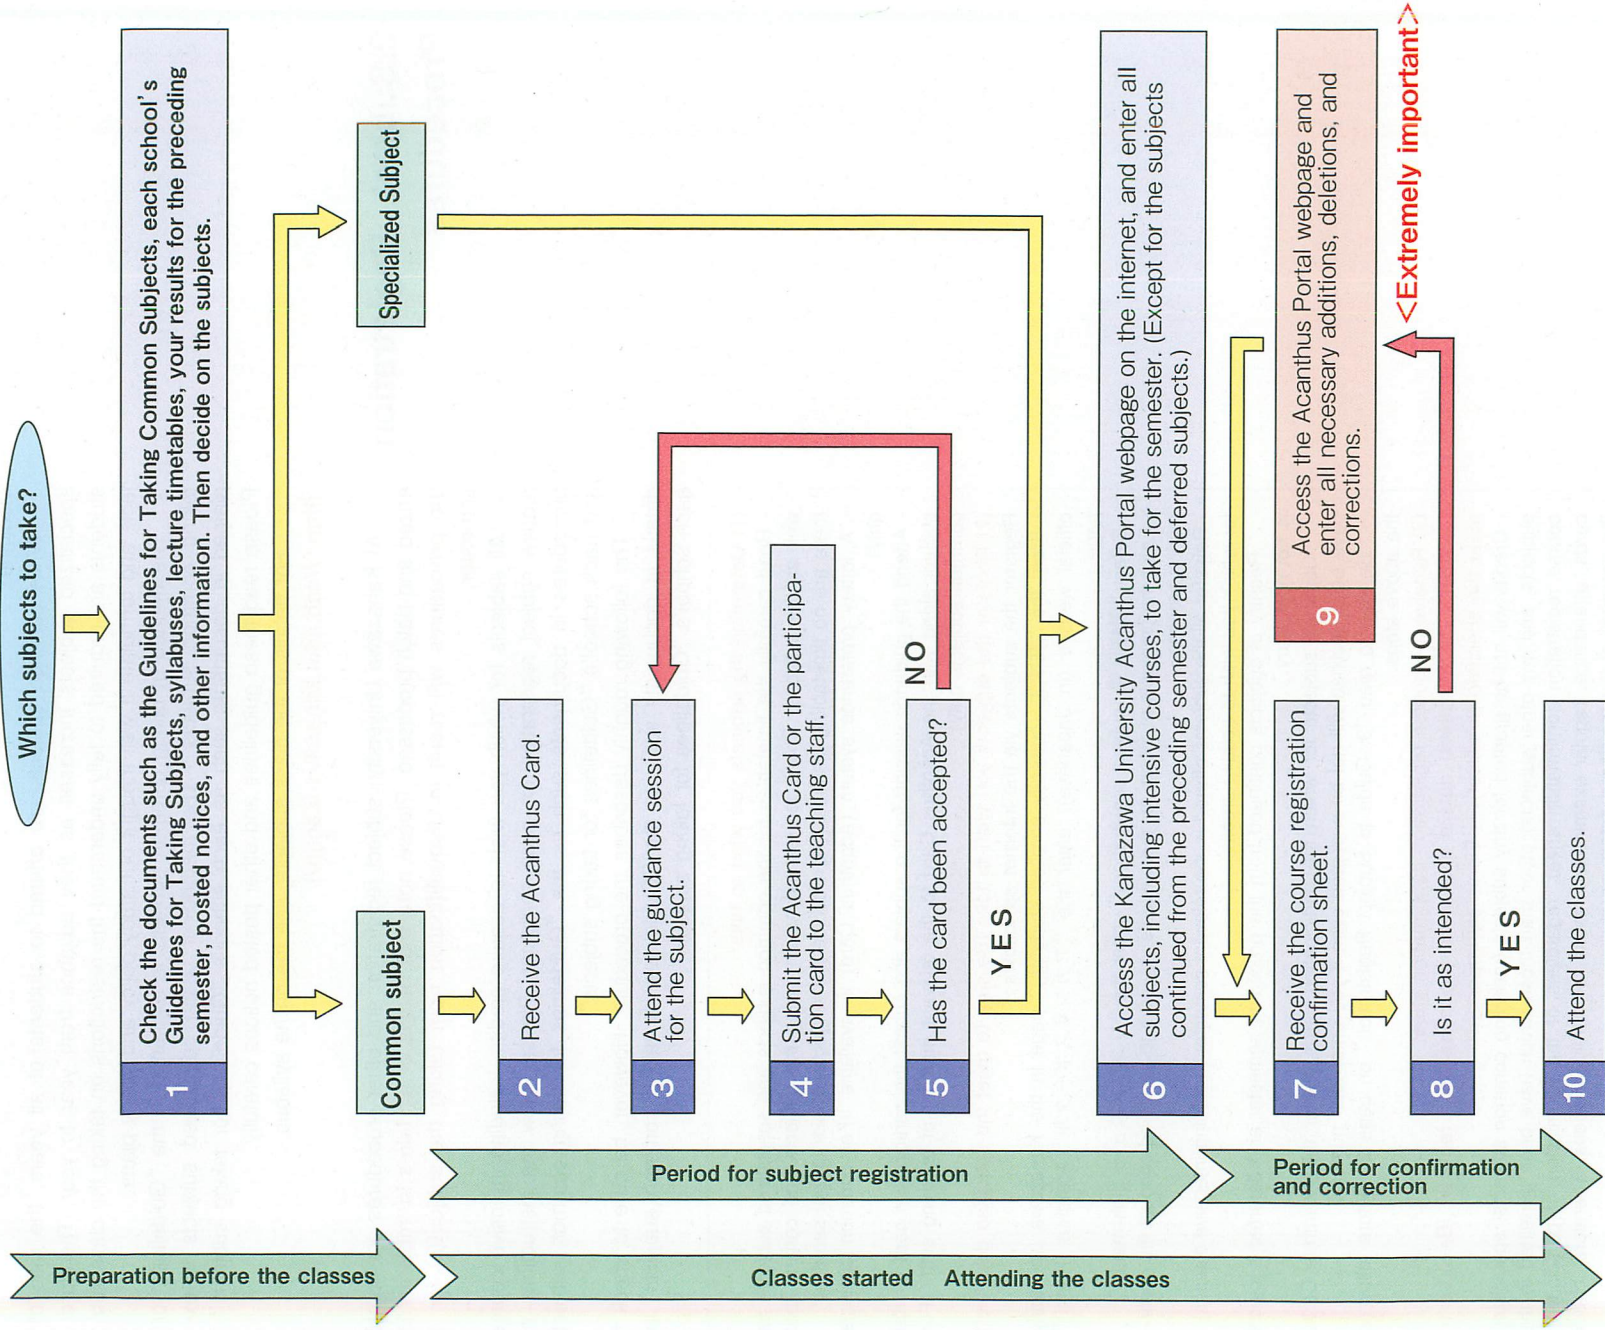 Which subjects to take?
1
Check the documents such as the Guidelines for Taking Common Subjects, each school's
Guidelines for Taking Subjects, syllabuses, lecture timetables, your results for the preceding
semester, posted notices, and other information. Then decide on the subjects.
Common subject
Specialized Subject
2
Receive the Acanthus Card.
3
Attend the guidance session
for the subject.
4
Submit the Acanthus Card or the participa-
tion card to the teaching staff.
5
Has the card been accepted?
NO
YES
6
Access the Kanazawa University Acanthus Portal webpage on the internet, and enter all
subjects, including intensive courses, to take for the semester. (Except for the subjects
continued from the preceding semester and deferred subjects.)
7
Receive the course registration
confirmation sheet.
9
Access the Acanthus Portal webpage and
enter all necessary additions, deletions, and
corrections.
<Extremely important>
8
Is it as intended?
NO
YES
10
Attend the classes.
Period for subject registration
Period for confirmation
and correction
Preparation before the classes
Classes started Attending the classes